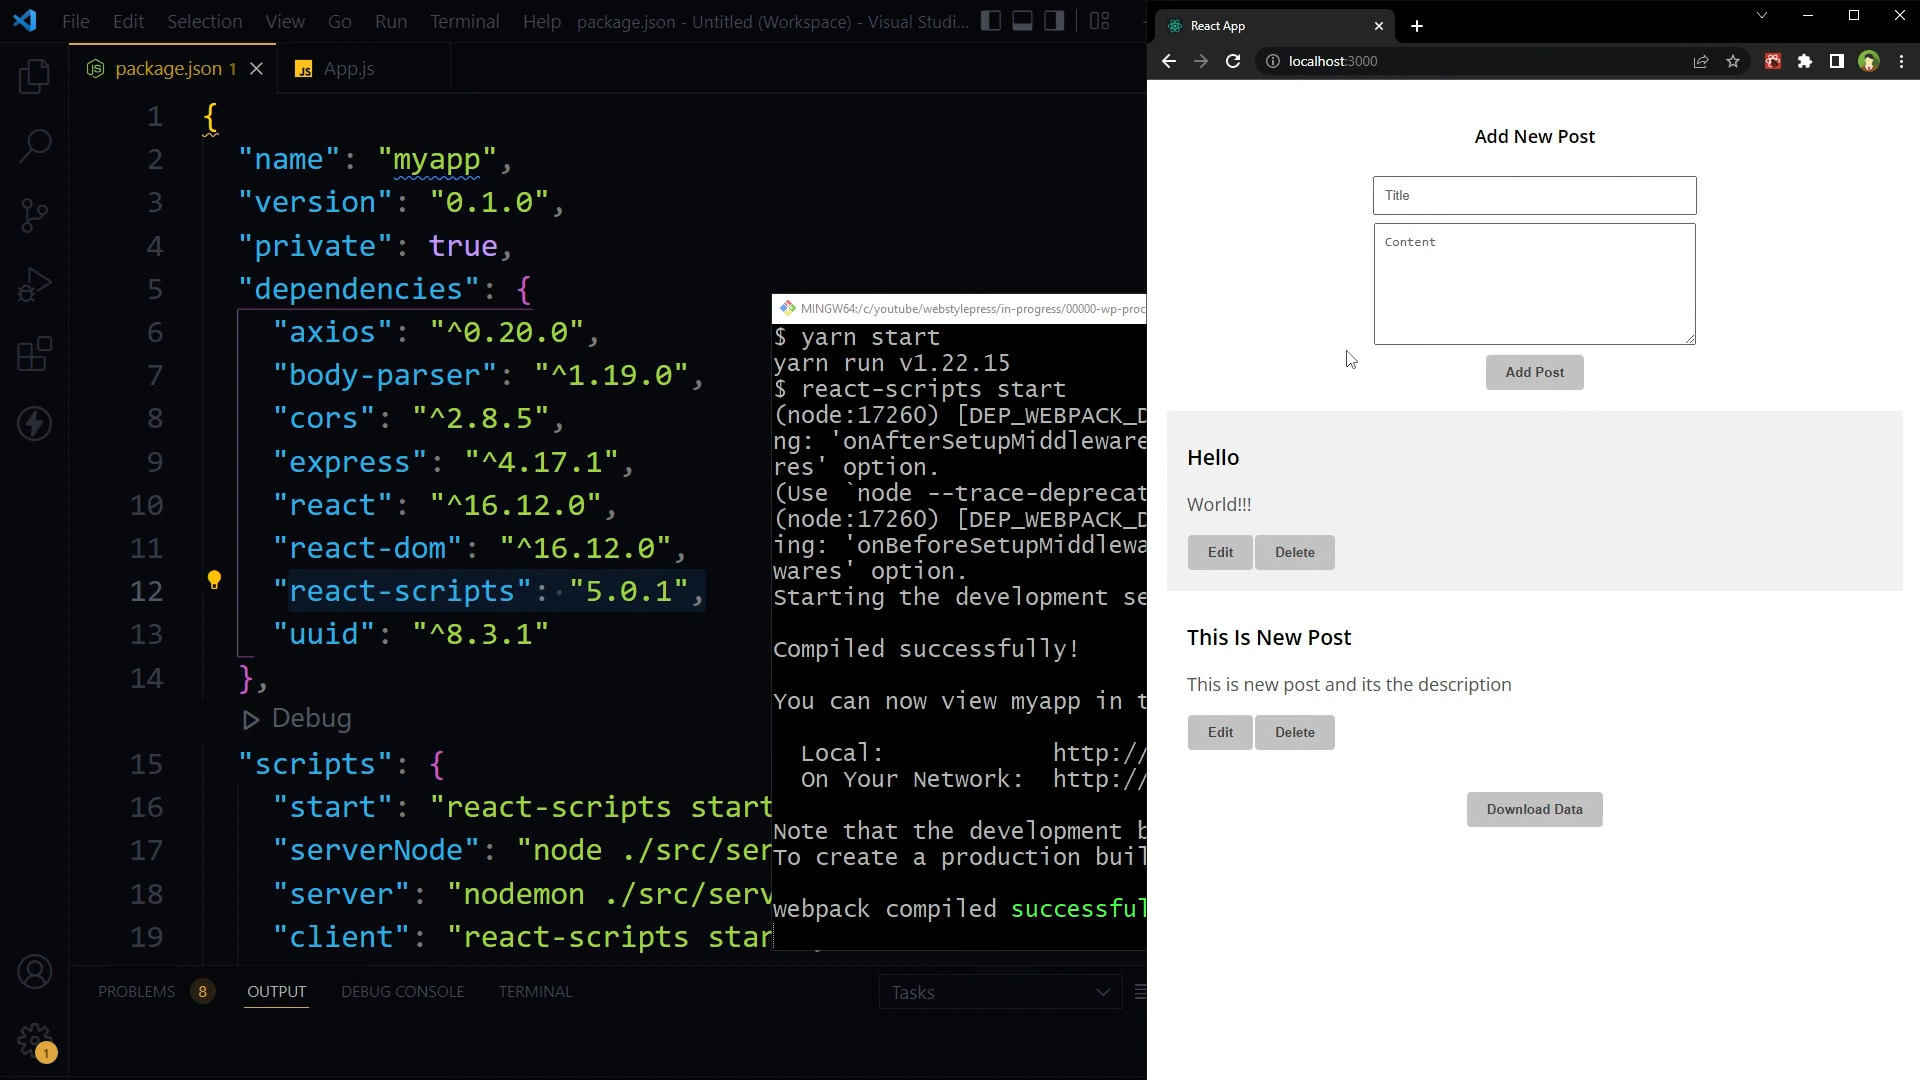 File Edit Selection View Go Run Terminal Help package.json - Untitled (Workspace) - Visual Studi...
package.json 1
JS App.js
1 {
2 "name": "myapp",
3 "version": "0.1.0",
4 "private": true,
5 "dependencies": {
6 "axios": "^0.20.0",
7 "body-parser": "^1.19.0",
8 "cors": "^2.8.5",
9 "express": "^4.17.1",
10 "react": "^16.12.0",
11 "react-dom": "^16.12.0",
12 "react-scripts": "5.0.1",
13 "uuid": "^8.3.1"
14 },
Debug
15 "scripts": {
16 "start": "react-scripts start
17 "serverNode": "node ./src/ser
18 "server": "nodemon ./src/serv
19 "client": "react-scripts star
PROBLEMS 8 OUTPUT DEBUG CONSOLE TERMINAL
Tasks
1
MINGW64:/c/youtube/webstylepress/in-progress/00000-wp-proc
$ yarn start
yarn run v1.22.15
$ react-scripts start
(node:17260) [DEP_WEBPACK_D
ng: 'onAfterSetupMiddleware
res' option.
(Use `node --trace-deprecat
(node:17260) [DEP_WEBPACK_D
ing: 'onBeforeSetupMiddlewa
wares' option.
Starting the development se
Compiled successfully!
You can now view myapp in t
Local: http://
On Your Network: http://
Note that the development b
To create a production buil
webpack compiled successful
React App
localhost:3000
Add New Post
Title
Content
Add Post
Hello
World!!!
Edit Delete
This Is New Post
This is new post and its the description
Edit Delete
Download Data